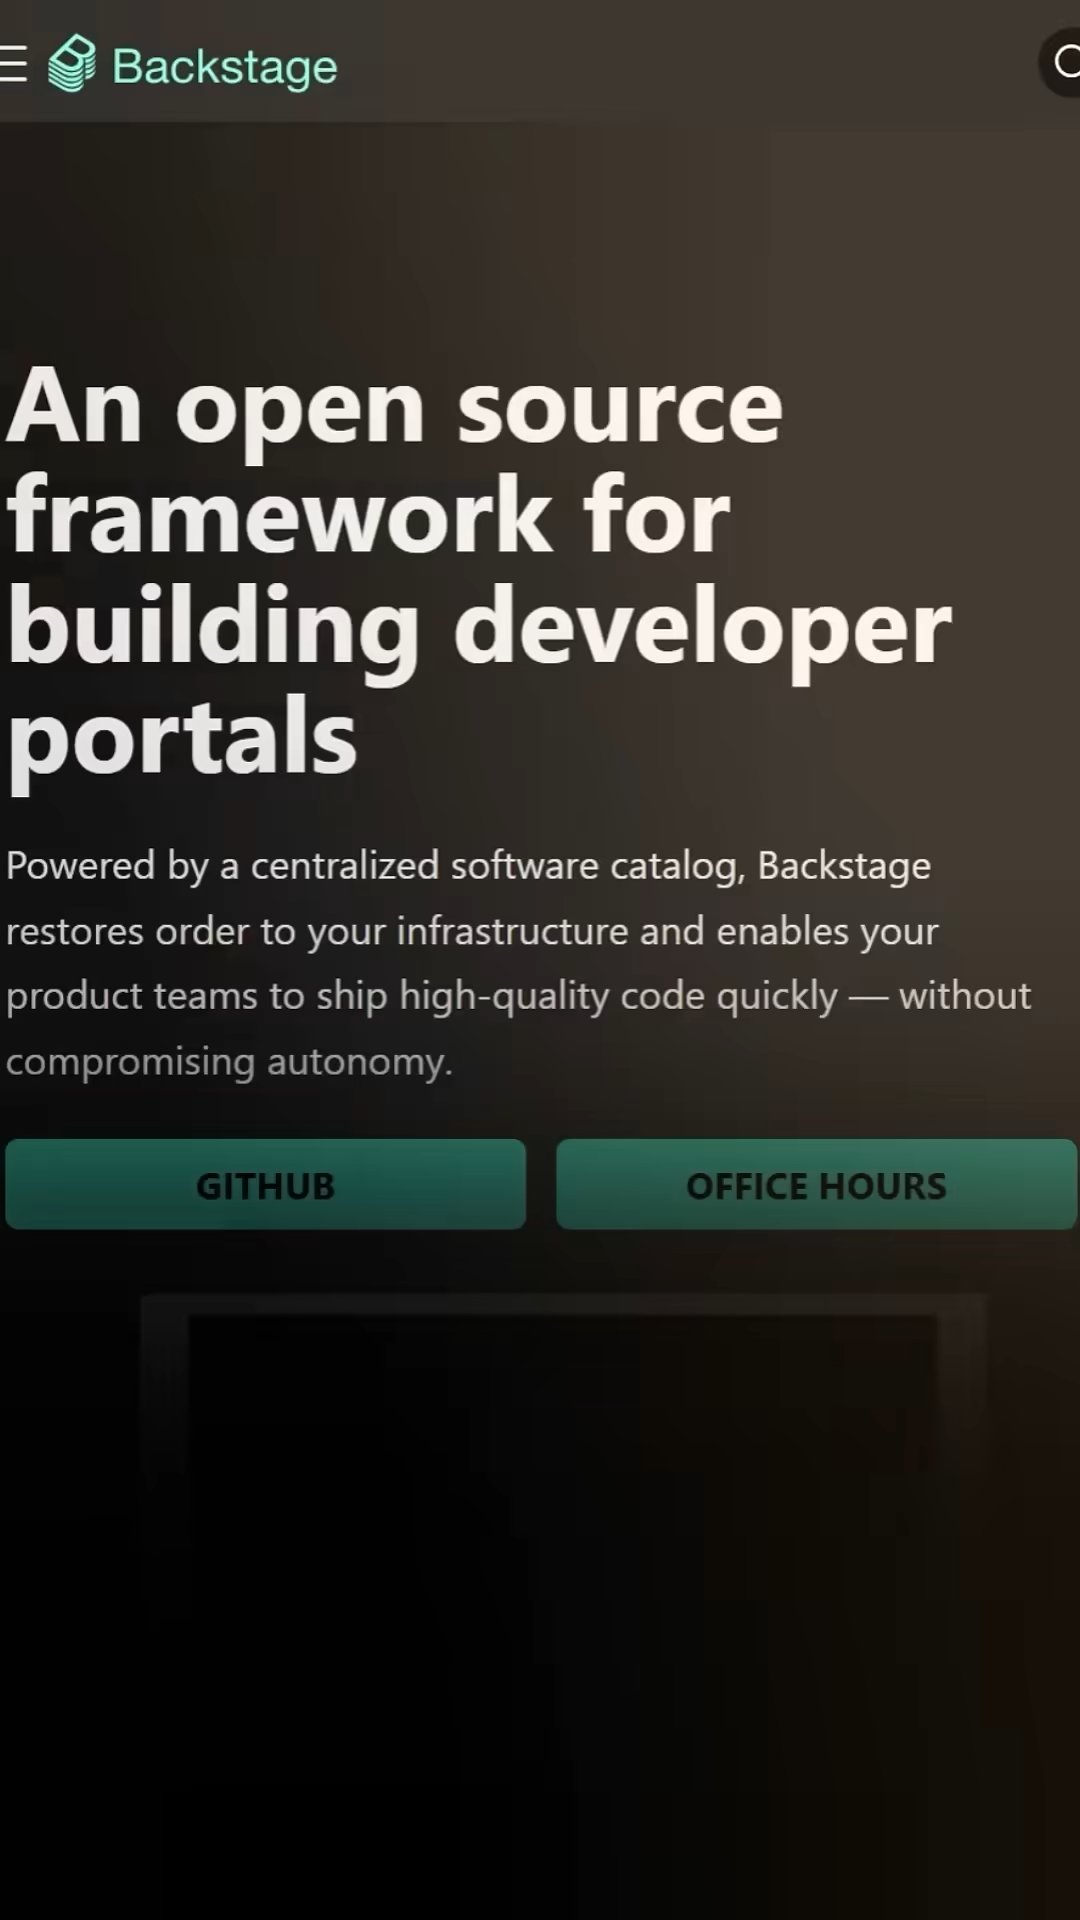 Backstage
An open source
framework for
building developer
portals
Powered by a centralized software catalog, Backstage
restores order to your infrastructure and enables your
product teams to ship high-quality code quickly — without
compromising autonomy.
GITHUB
OFFICE HOURS